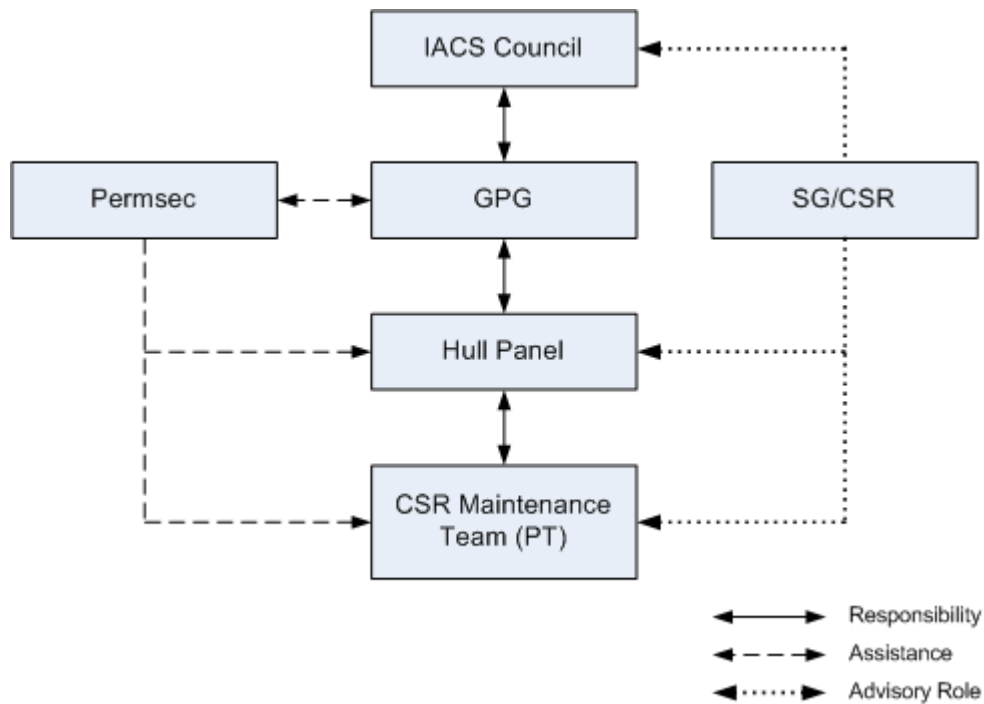 IACS Council
Permsec
GPG
SG/CSR
Hull Panel
CSR Maintenance
Team (PT)
Responsibility
Assistance
Advisory Role